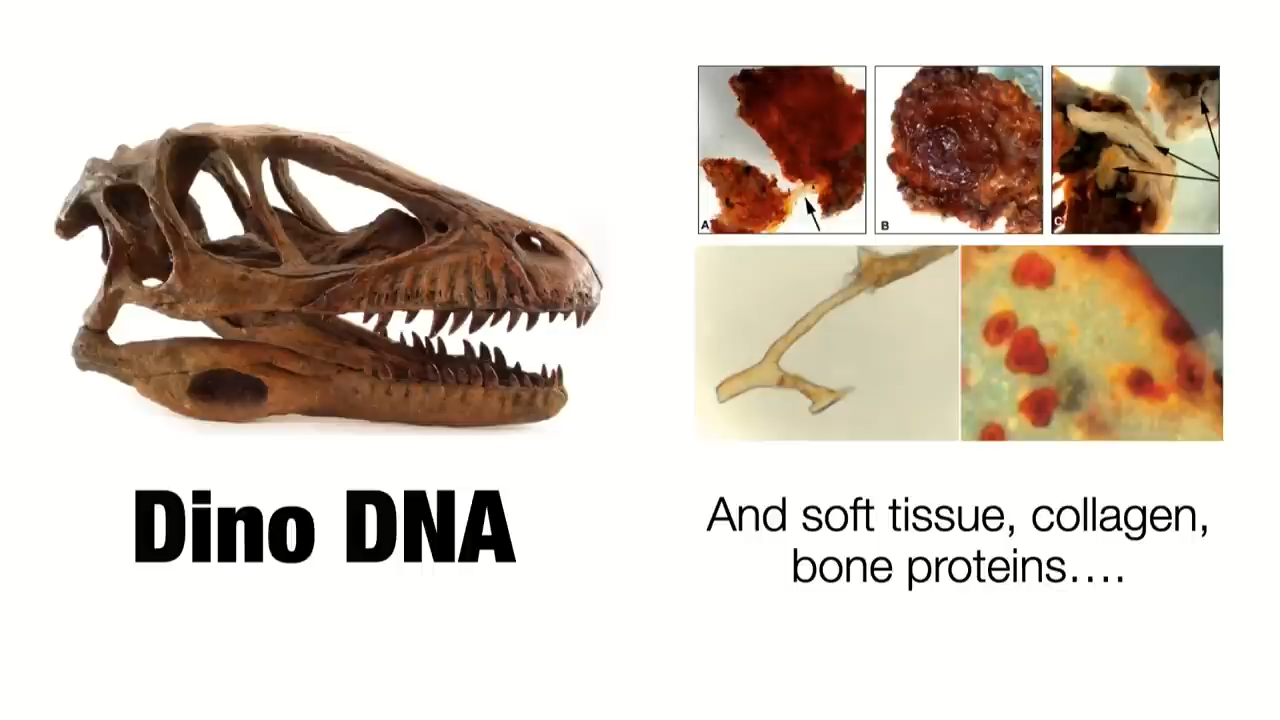 A
B
C
Dino DNA
And soft tissue, collagen,
bone proteins....